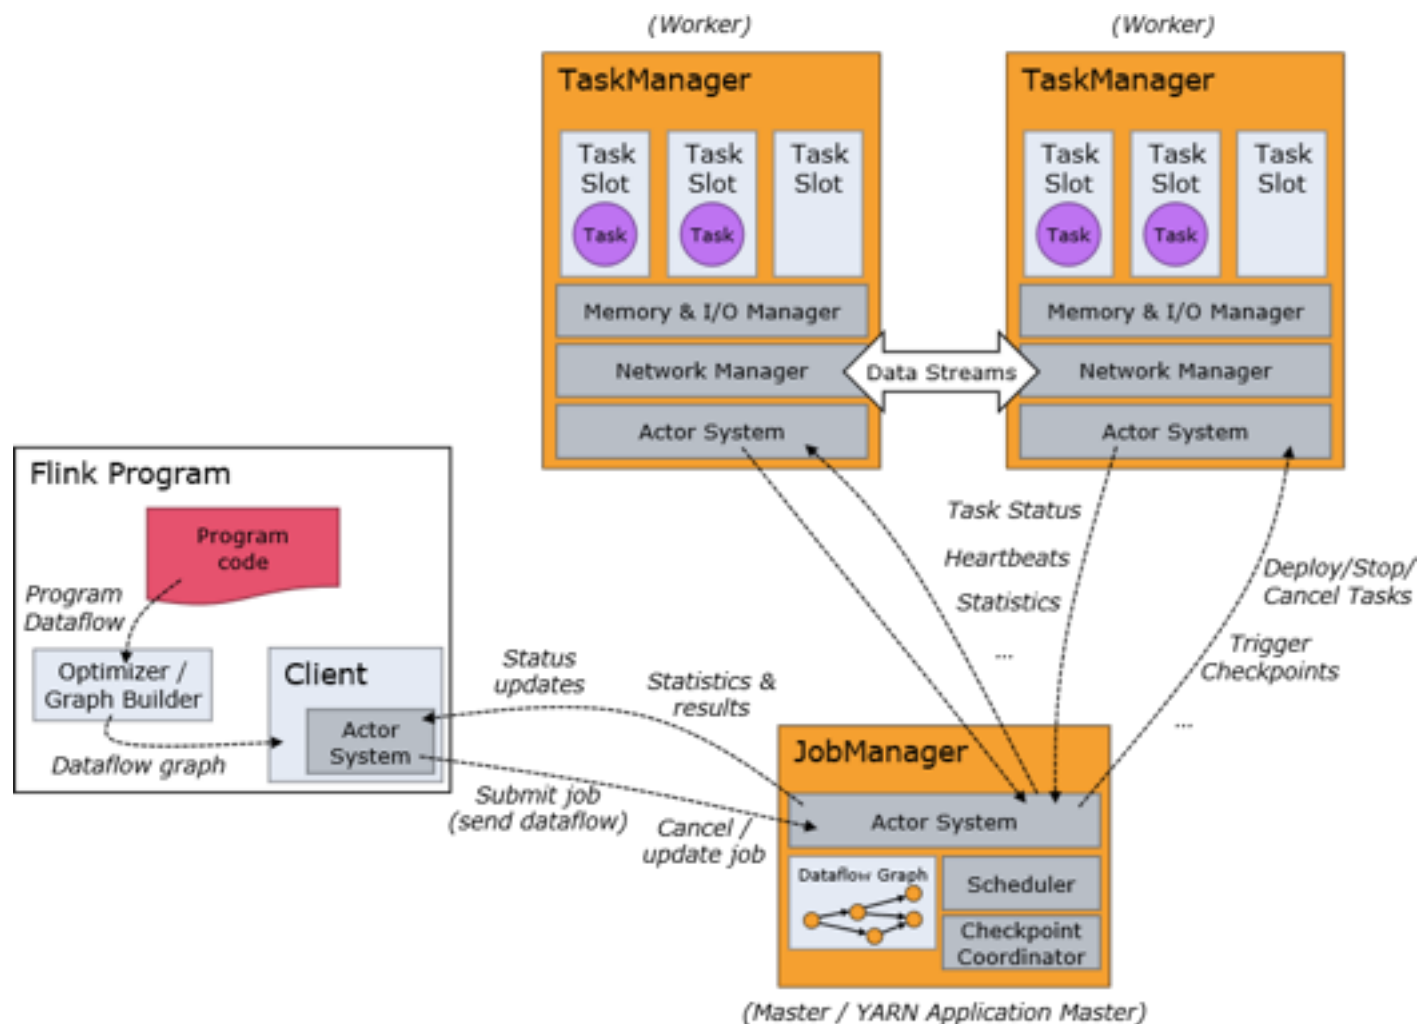 (Worker)
(Worker)
TaskManager
TaskManager
Task
Slot
Task
Slot
Task
Slot
Task
Slot
Task
Slot
Task
Slot
Task
Task
Task
Task
Memory & I/O Manager
Memory & I/O Manager
Network Manager
Data Streams
Network Manager
Actor System
Actor System
Flink Program
Program
code
Program
Dataflow
Optimizer /
Graph Builder
Dataflow graph
Client
Actor
System
Task Status
Heartbeats
Statistics
...
Deploy/Stop/
Cancel Tasks
Trigger
Checkpoints
...
Status
updates
Statistics &
results
Submit job
(send dataflow)
Cancel /
update job
JobManager
Actor System
Dataflow Graph
Scheduler
Checkpoint
Coordinator
(Master / YARN Application Master)